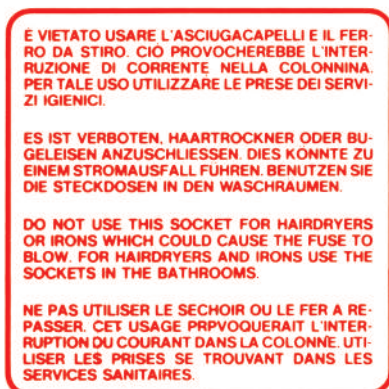 È VIETATO USARE L'ASCIUGACAPELLI E IL FER-
RO DA STIRO. CIÒ PROVOCHEREBBE L'INTER-
RUZIONE DI CORRENTE NELLA COLONNINA.
PER TALE USO UTILIZZARE LE PRESE DEI SERVI-
ZI IGIENICI.
ES IST VERBOTEN, HAARTROCKNER ODER BU-
GELEISEN ANZUSCHLIESSEN. DIES KÖNNTE ZU
EINEM STROMAUSFALL FÜHREN. BENUTZEN SIE
DIE STECKDOSEN IN DEN WASCHRAUMEN.
DO NOT USE THIS SOCKET FOR HAIRDRYERS
OR IRONS WHICH COULD CAUSE THE FUSE TO
BLOW. FOR HAIRDRYERS AND IRONS USE THE
SOCKETS IN THE BATHROOMS.
NE PAS UTILISER LE SECHOIR OU LE FER A RE-
PASSER. CET USAGE PRPVOQUERAIT L'INTER-
RUPTION DU COURANT DANS LA COLONNE. UTI-
LISER LES PRISES SE TROUVANT DANS LES
SERVICES SANITAIRES.